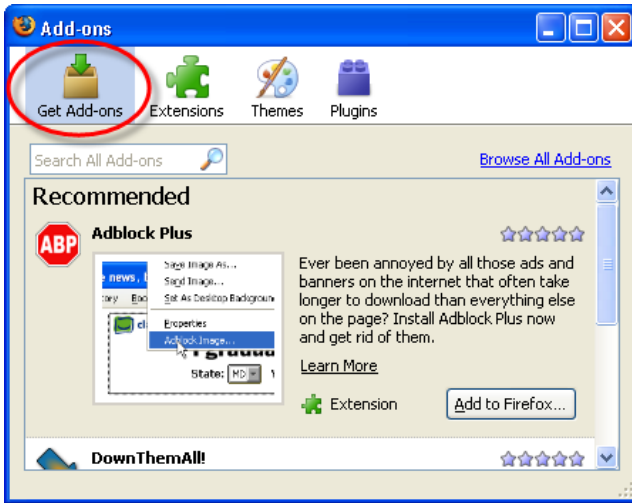 Add-ons
Get Add-ons Extensions Themes Plugins
Search All Add-ons Browse All Add-ons
Recommended
ABP Adblock Plus
Save Image As...
Send Image...
Set As Desktop Backgroun
Properties
Adblock Image...
State: MD
Ever been annoyed by all those ads and
banners on the internet that often take
longer to download than everything else
on the page? Install Adblock Plus now
and get rid of them.
Learn More
Extension Add to Firefox...
DownThemAll!